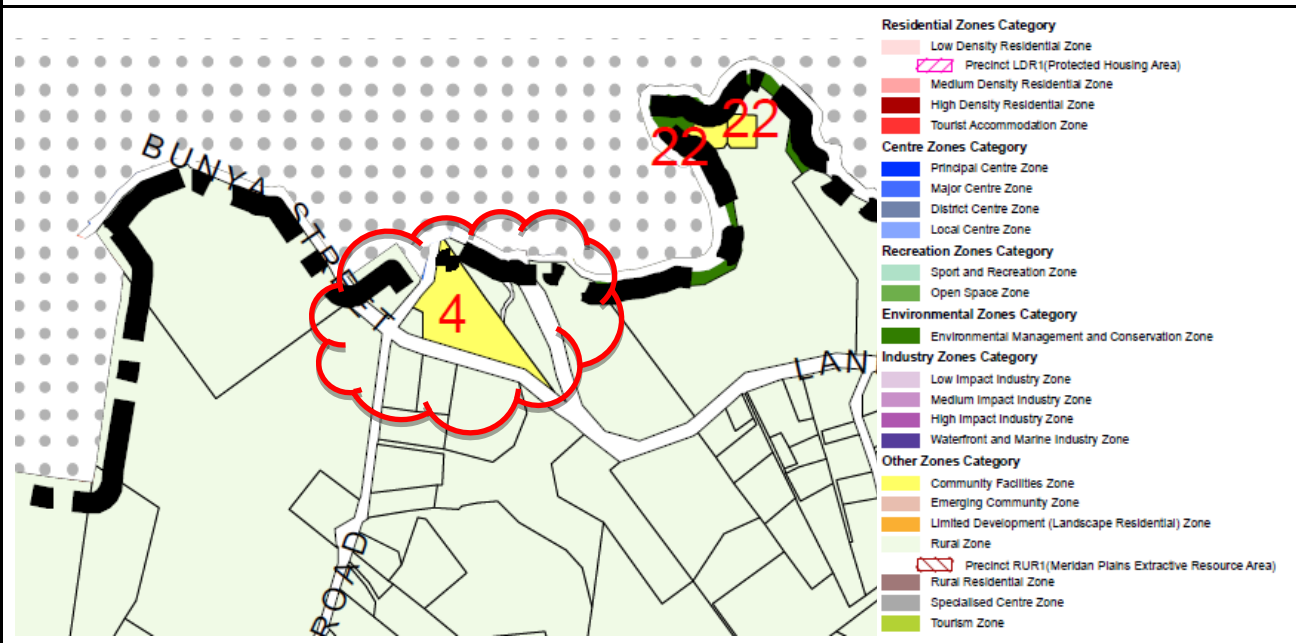 BUNYA STREET
22
22
4
LAN
ROAD
Residential Zones Category
Low Density Residential Zone
Precinct LDR1(Protected Housing Area)
Medium Density Residential Zone
High Density Residential Zone
Tourist Accommodation Zone
Centre Zones Category
Principal Centre Zone
Major Centre Zone
District Centre Zone
Local Centre Zone
Recreation Zones Category
Sport and Recreation Zone
Open Space Zone
Environmental Zones Category
Environmental Management and Conservation Zone
Industry Zones Category
Low Impact Industry Zone
Medium Impact Industry Zone
High Impact Industry Zone
Waterfront and Marine Industry Zone
Other Zones Category
Community Facilities Zone
Emerging Community Zone
Limited Development (Landscape Residential) Zone
Rural Zone
Precinct RUR1(Meridan Plains Extractive Resource Area)
Rural Residential Zone
Specialised Centre Zone
Tourism Zone